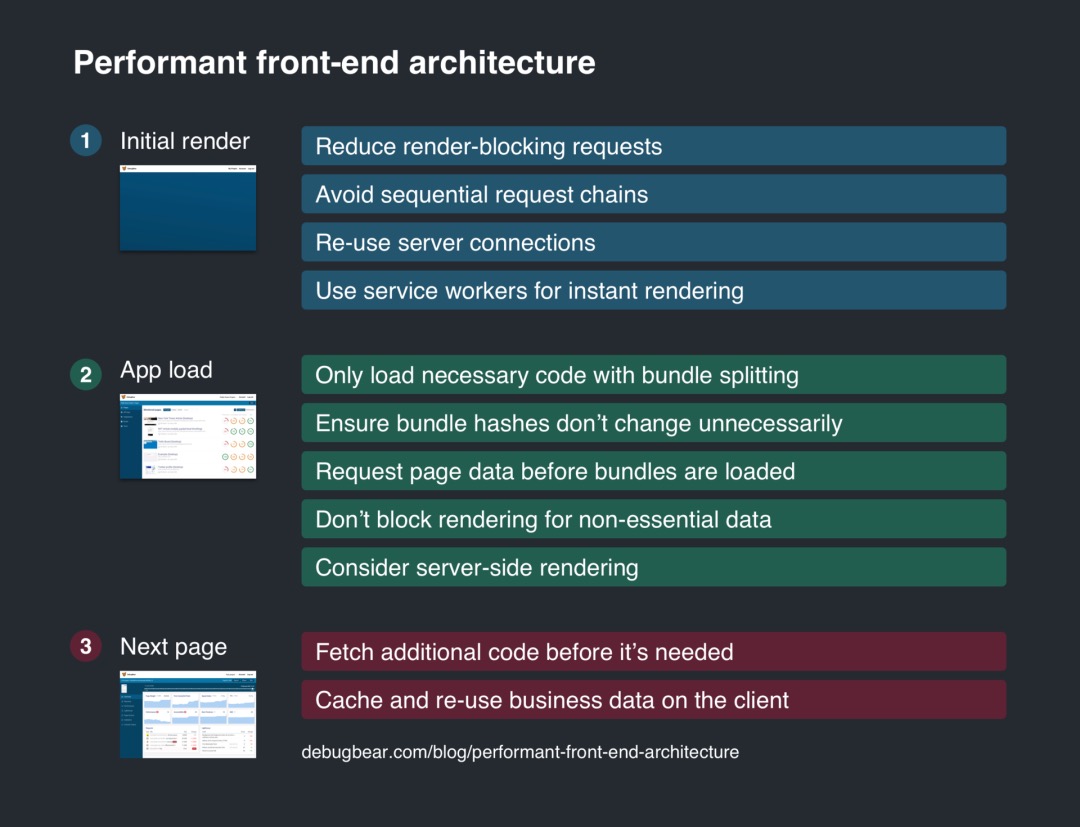 Performant front-end architecture
1
Initial render
Reduce render-blocking requests
Avoid sequential request chains
Re-use server connections
Use service workers for instant rendering
2
App load
Only load necessary code with bundle splitting
Ensure bundle hashes don’t change unnecessarily
Request page data before bundles are loaded
Don’t block rendering for non-essential data
Consider server-side rendering
3
Next page
Fetch additional code before it’s needed
Cache and re-use business data on the client
debugbear.com/blog/performant-front-end-architecture